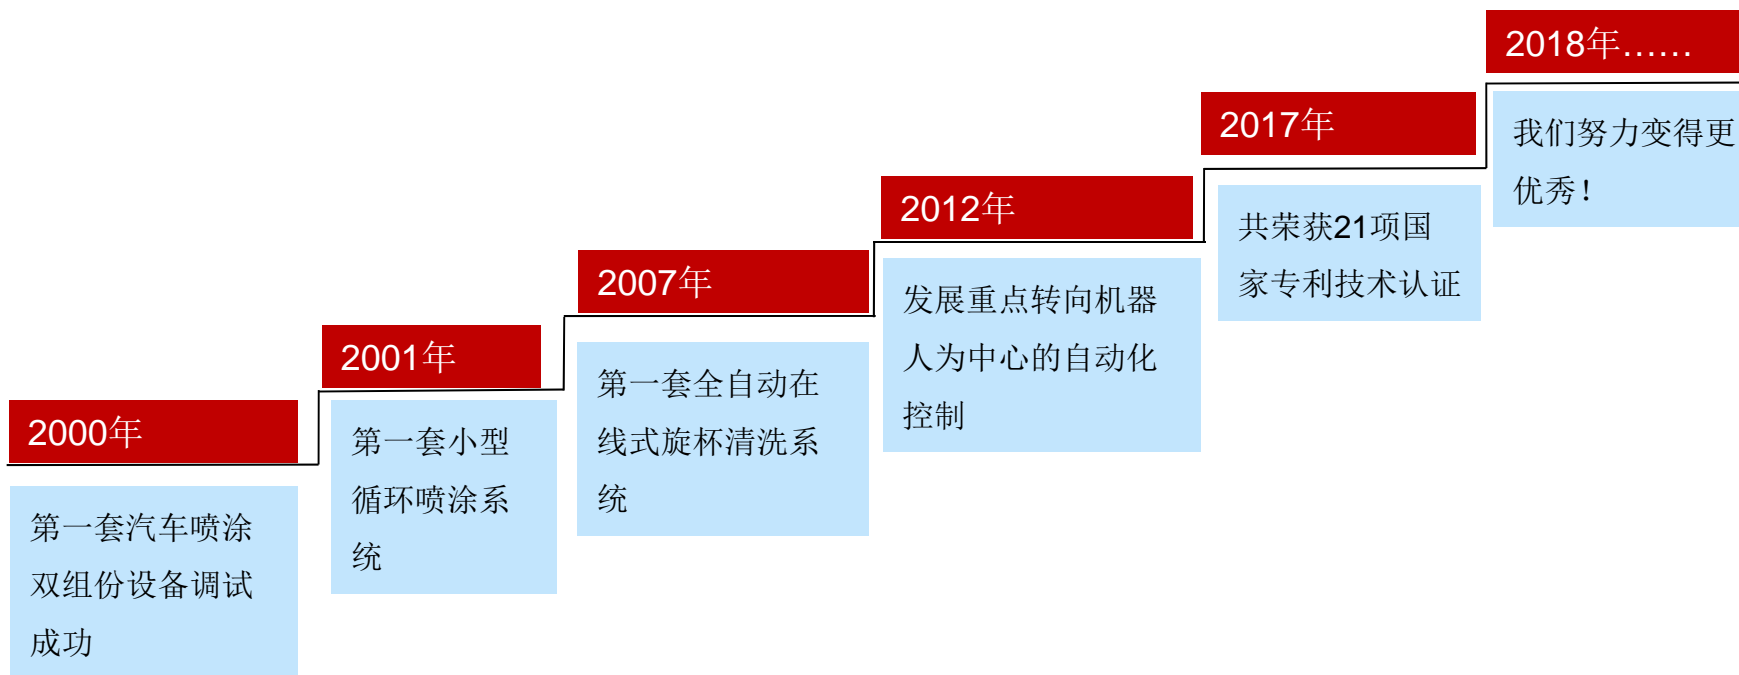 2000年
第一套汽车喷涂
双组份设备调试
成功
2001年
第一套小型
循环喷涂系
统
2007年
第一套全自动在
线式旋杯清洗系
统
2012年
发展重点转向机器
人为中心的自动化
控制
2017年
共荣获21项国
家专利技术认证
2018年......
我们努力变得更
优秀！